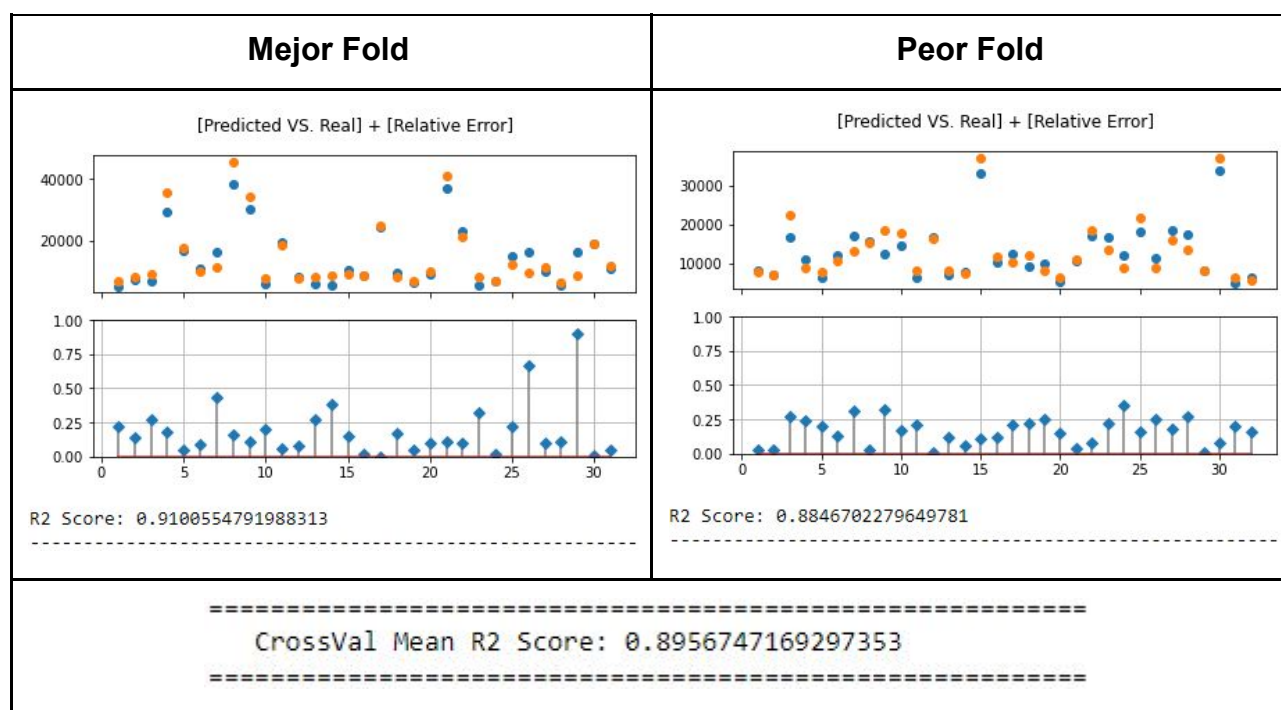 Mejor Fold
Peor Fold
[Predicted VS. Real] + [Relative Error]
40000
20000
1.00
0.75
0.50
0.25
0.00
0 5 10 15 20 25 30
R2 Score: 0.9100554791988313
------------------------------------------------------------
[Predicted VS. Real] + [Relative Error]
30000
20000
10000
1.00
0.75
0.50
0.25
0.00
0 5 10 15 20 25 30
R2 Score: 0.8846702279649781
------------------------------------------------------------
=========================================================
CrossVal Mean R2 Score: 0.8956747169297353
=========================================================